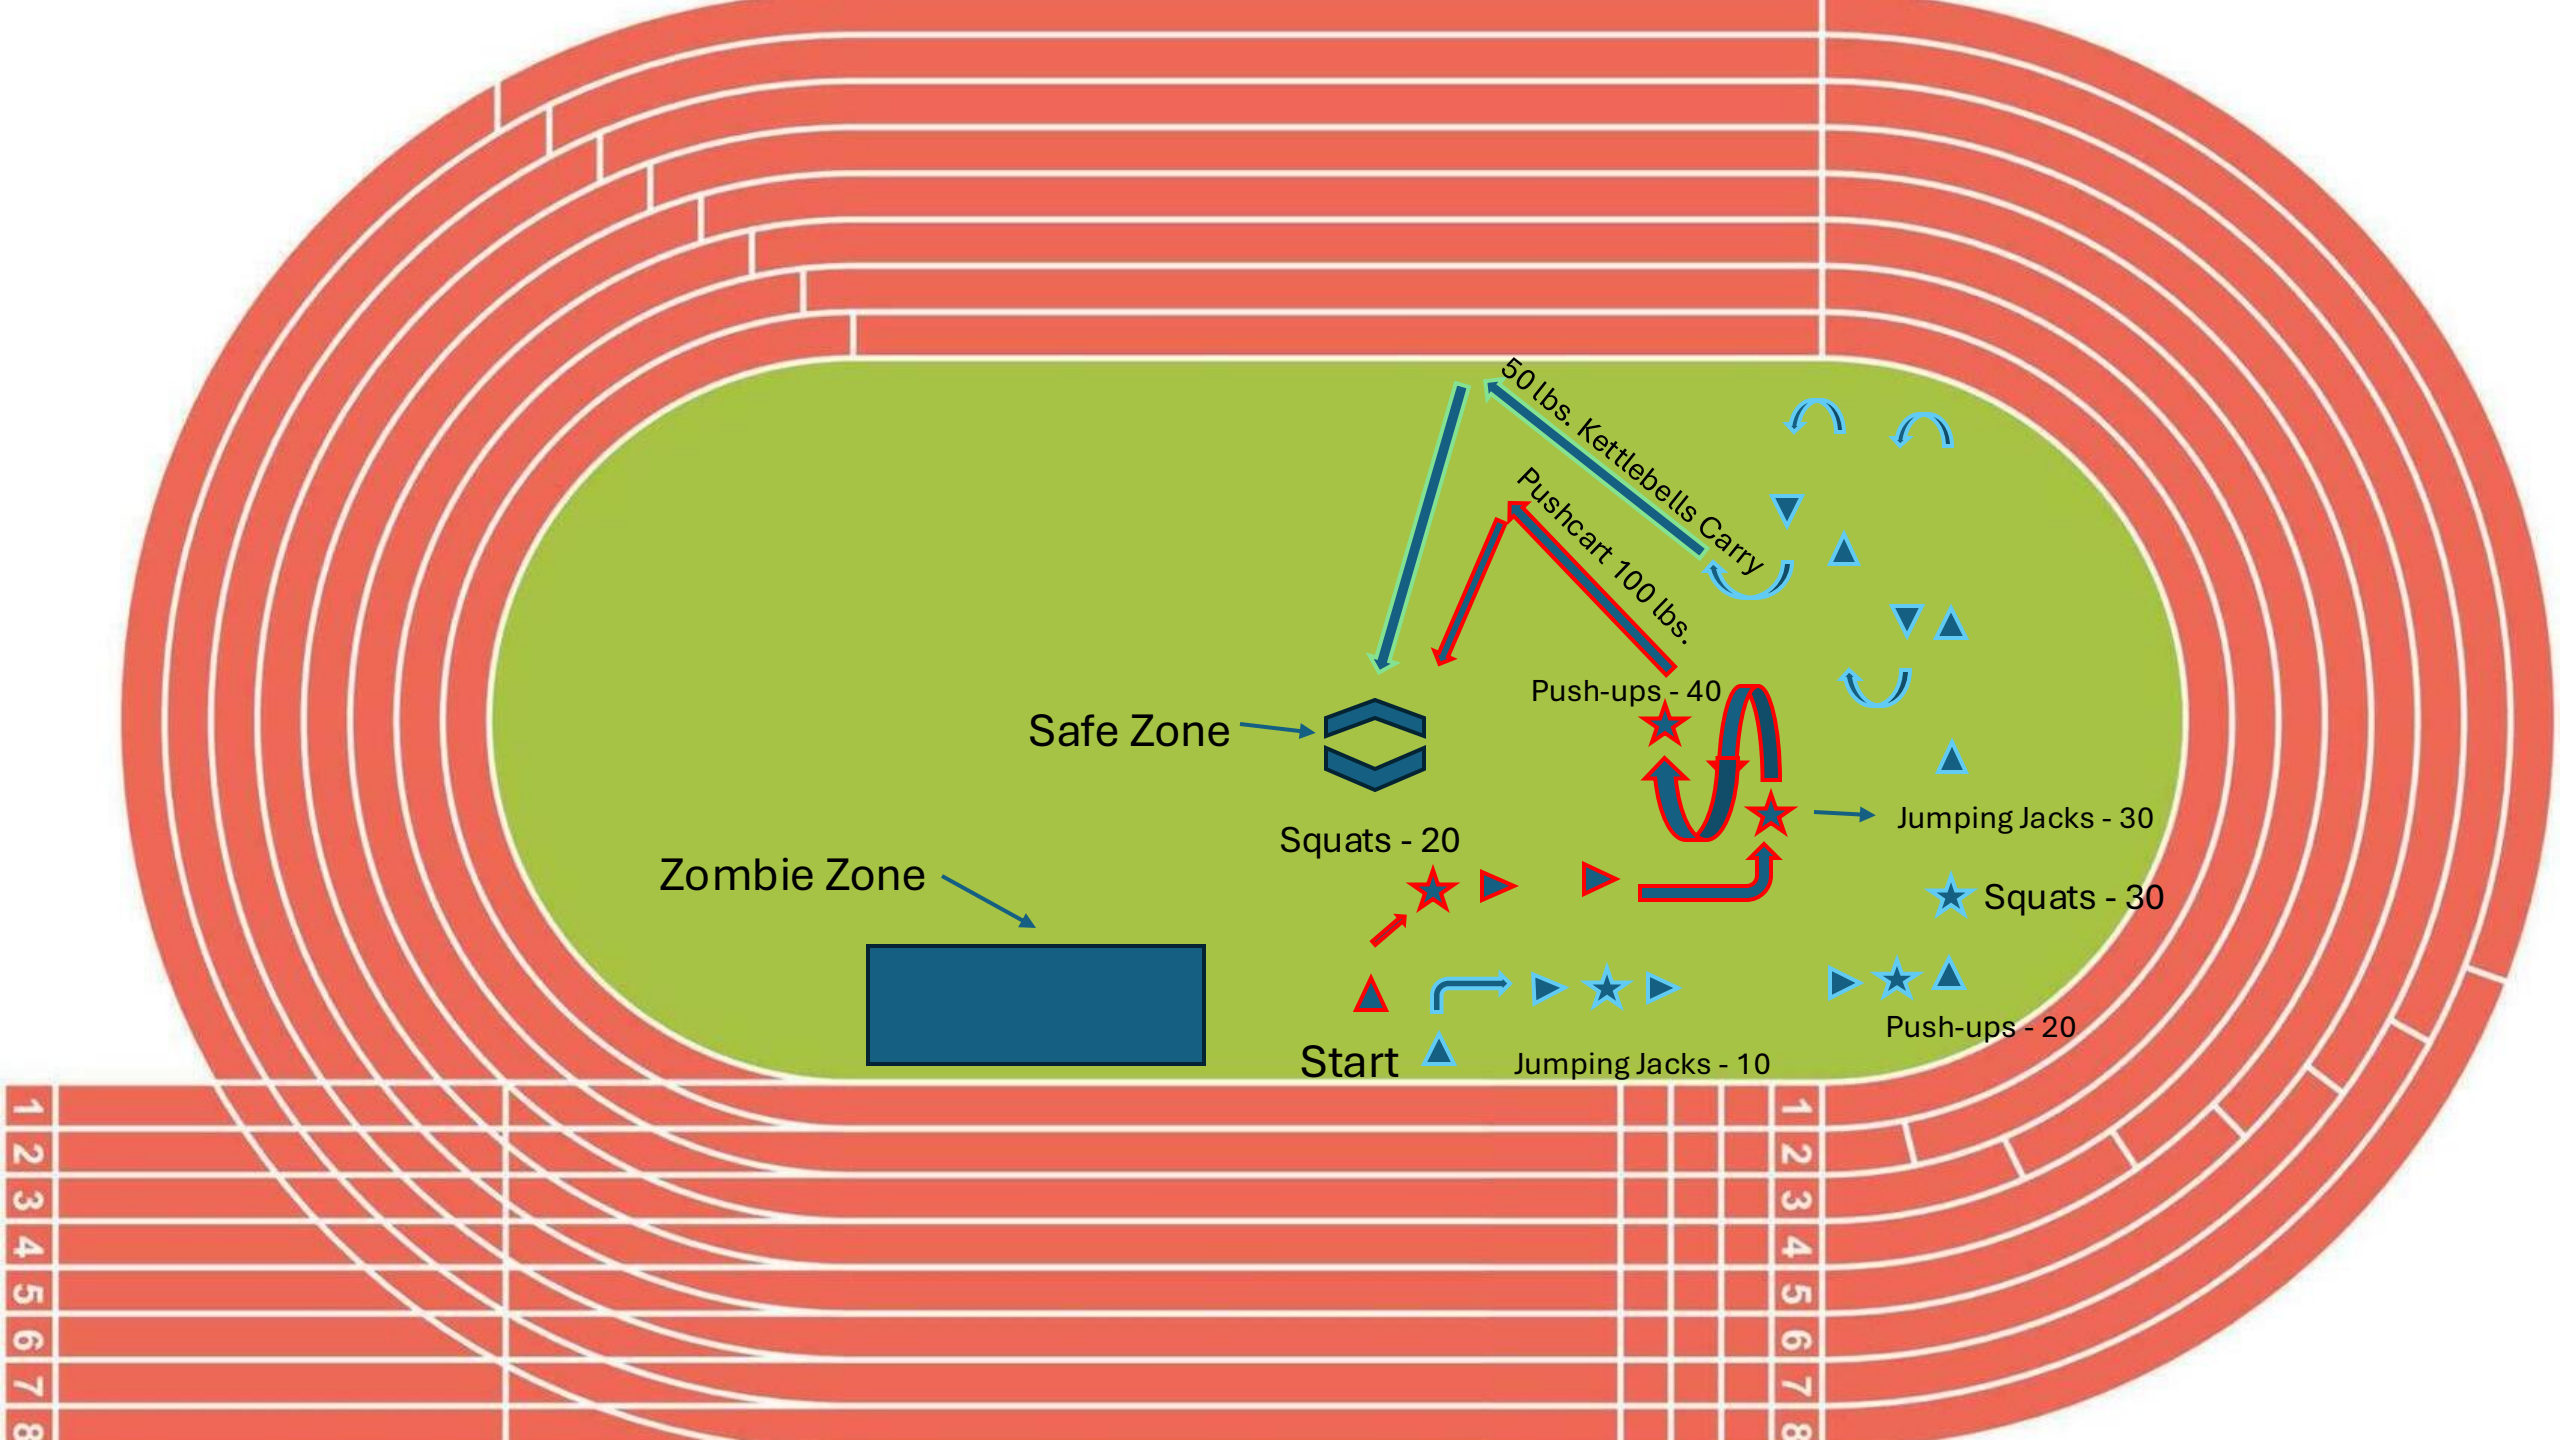 50 lbs. Kettlebells Carry
Pushcart 100 lbs.
Push-ups - 40
Safe Zone
Jumping Jacks - 30
Squats - 20
Zombie Zone
Squats - 30
Push-ups - 20
Start
Jumping Jacks - 10
1
2
3
4
5
6
7
8
1
2
3
4
5
6
7
8